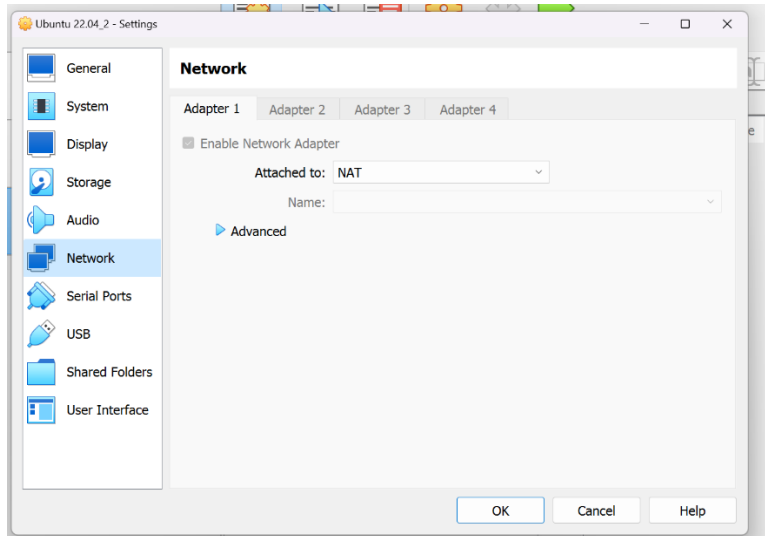 Ubuntu 22.04_2 - Settings
General
System
Display
Storage
Audio
Network
Serial Ports
USB
Shared Folders
User Interface
Network
Adapter 1 Adapter 2 Adapter 3 Adapter 4
Enable Network Adapter
Attached to: NAT
Name:
Advanced
OK Cancel Help